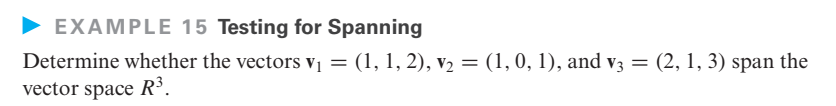 ▶ EXAMPLE 15 Testing for Spanning
Determine whether the vectors v₁ = (1, 1, 2), v₂ = (1, 0, 1), and v₃ = (2, 1, 3) span the
vector space R³.